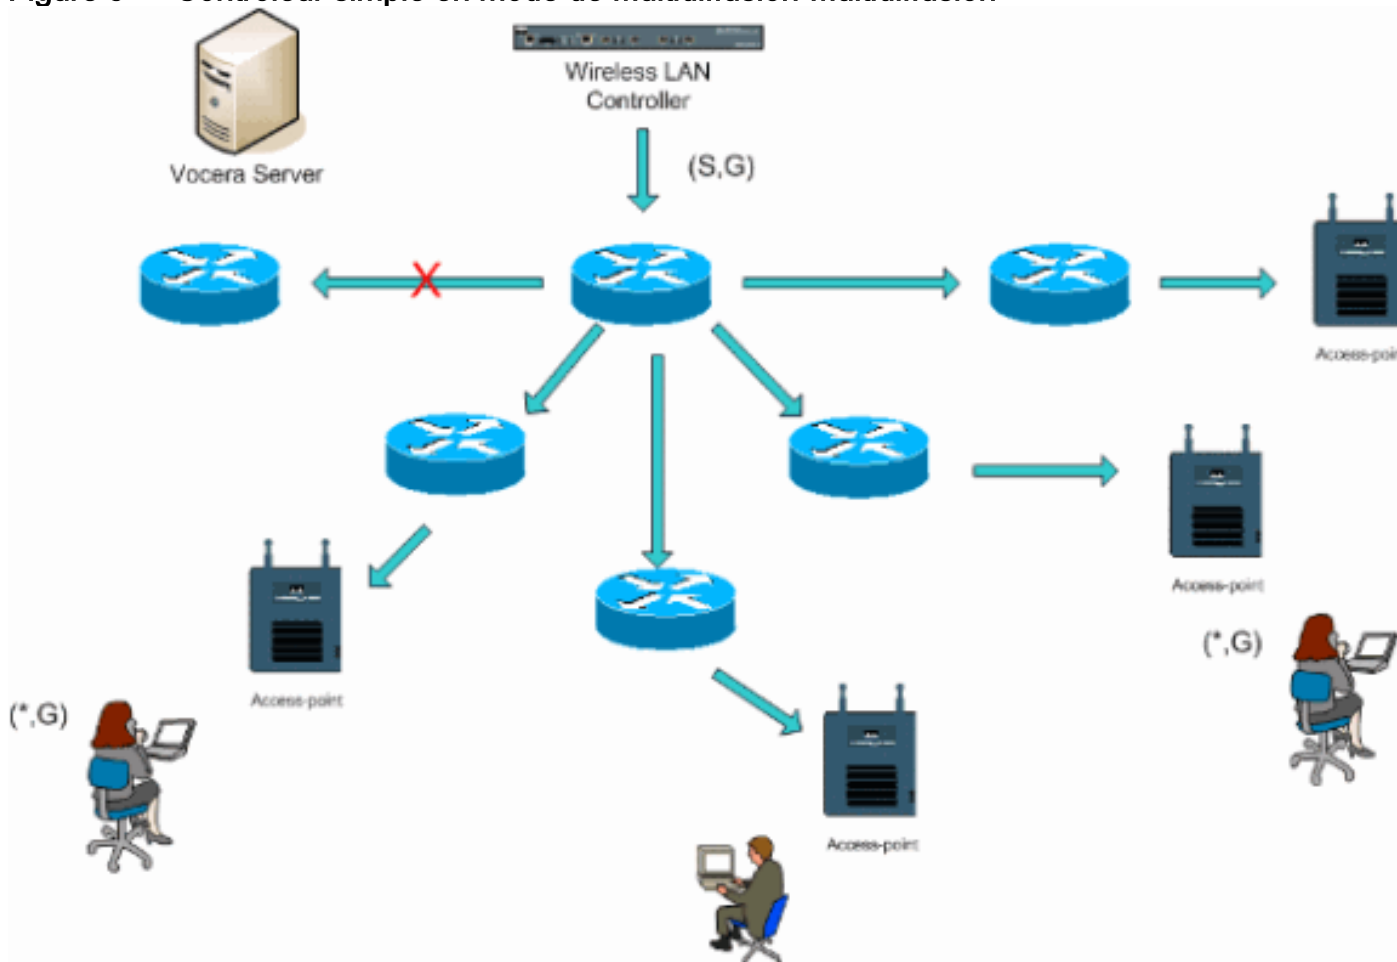 Wireless LAN
Controller
Vocera Server
(S,G)
Access-point
Access-point
(*,G)
Access-point
(*,G)
Access-point